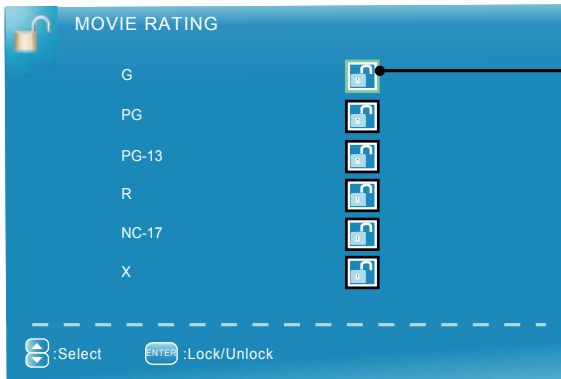 MOVIE RATING
G
PG
PG-13
R
NC-17
X
:Select ENTER :Lock/Unlock